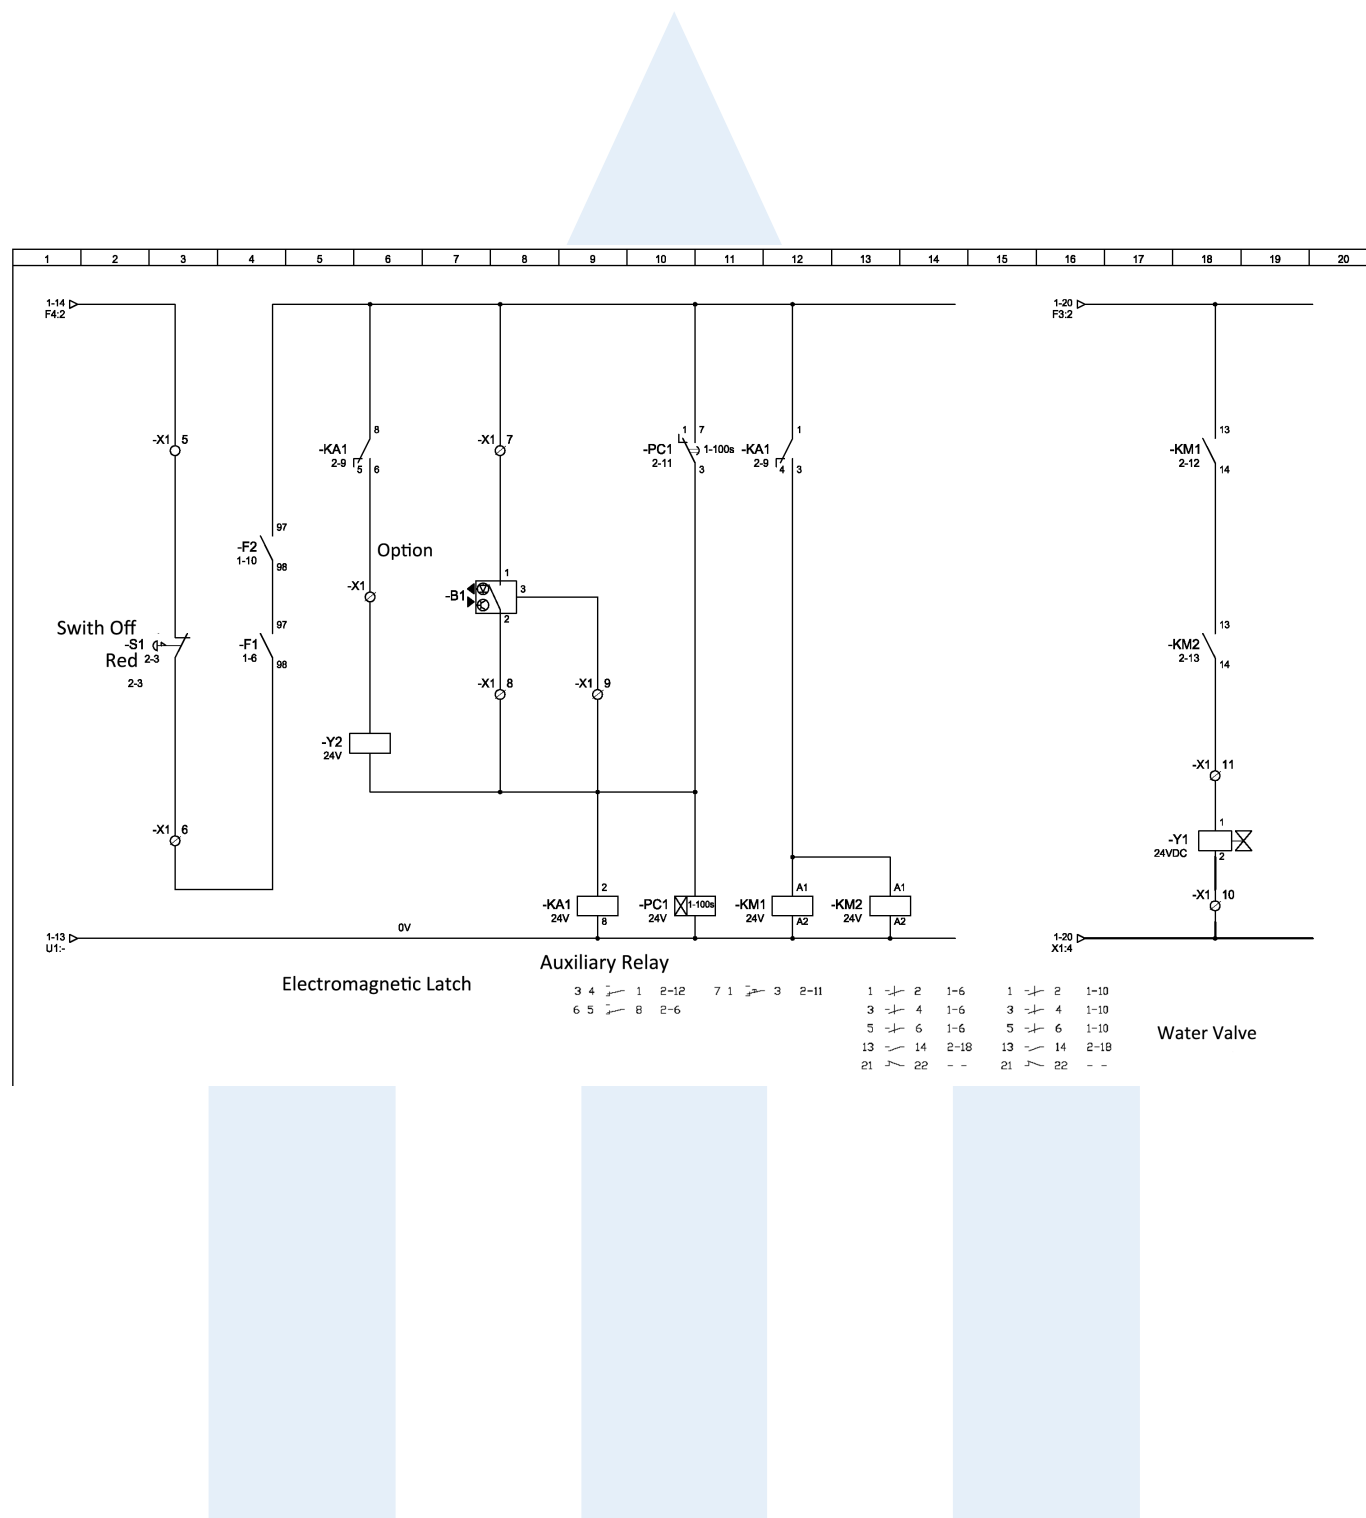 1 2 3 4 5 6 7 8 9 10 11 12 13 14 15 16 17 18 19 20
1-14
F4:2
1-20
F3:2
-X1 5
-KA1
2-9
8
5 6
-X1 7
-PC1
2-11
1 7
1-100s
3
-KA1
2-9
1
4 3
-KM1
2-12
13
14
-F2
1-10
97
98
Option
-X1
-B1
1
3
2
Swith Off
Red
-S1
2-3
2-3
-F1
1-6
97
98
-KM2
2-13
13
14
-X1 8
-X1 9
-Y2
24V
-X1 11
-X1 6
-Y1
24VDC
1
2
-KA1
24V
2
8
-PC1
24V
1-100s
-KM1
24V
A1
A2
-KM2
24V
A1
A2
-X1 10
1-13
U1:-
0V
1-20
X1:4
Auxiliary Relay
Electromagnetic Latch
Water Valve
3 4 1 2-12
6 5 8 2-6
7 1 3 2-11
1 2 1-6
3 4 1-6
5 6 1-6
13 14 2-18
21 22 - -
1 2 1-10
3 4 1-10
5 6 1-10
13 14 2-18
21 22 - -